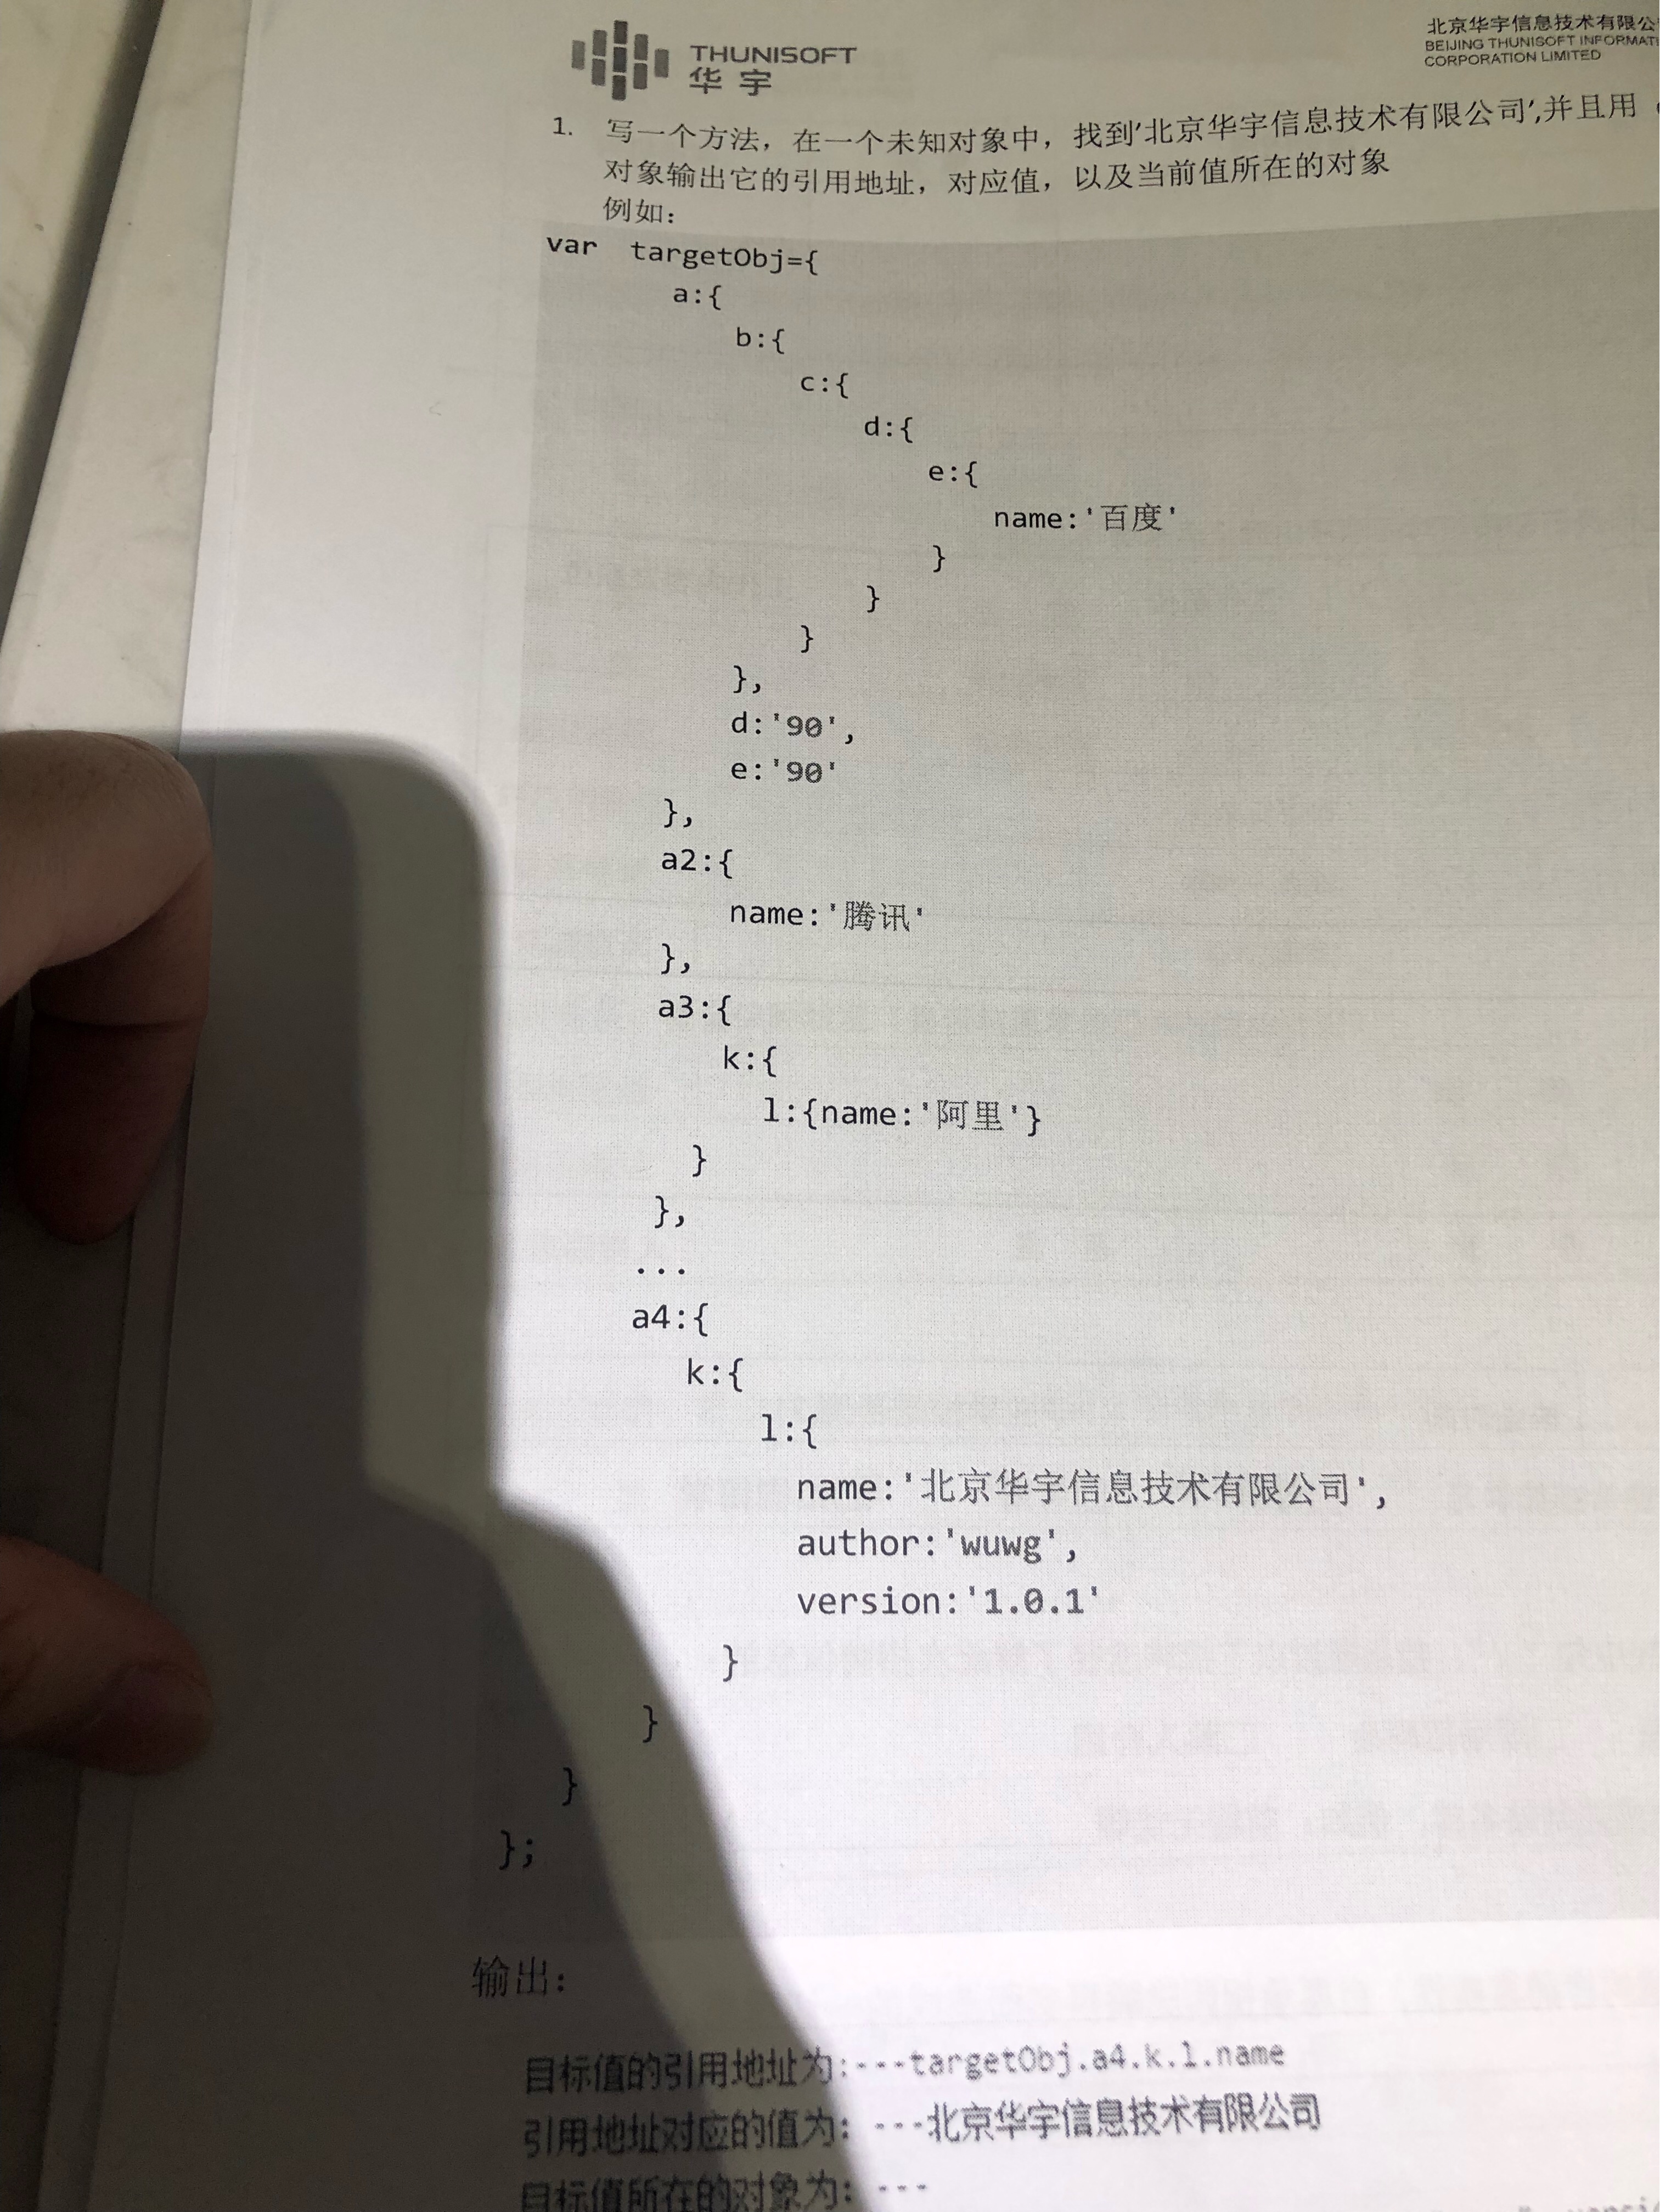 THUNISOFT
华宇
北京华宇信息技术有限公
BEIJING THUNISOFT INFORMATI
CORPORATION LIMITED
1. 写一个方法，在一个未知对象中，找到'北京华宇信息技术有限公司',并且用
对象输出它的引用地址，对应值，以及当前值所在的对象
例如：
var targetObj={
a:{
b:{
c:{
d:{
e:{
name:'百度'
}
}
}
},
d:'90',
e:'90'
},
a2:{
name:'腾讯'
},
a3:{
k:{
l:{name:'阿里'}
}
},
...
a4:{
k:{
l:{
name:'北京华宇信息技术有限公司',
author:'wuwg',
version:'1.0.1'
}
}
}
};
输出：
目标值的引用地址为:---targetObj.a4.k.l.name
引用地址对应的值为：---北京华宇信息技术有限公司
目标值所在的对象为：---